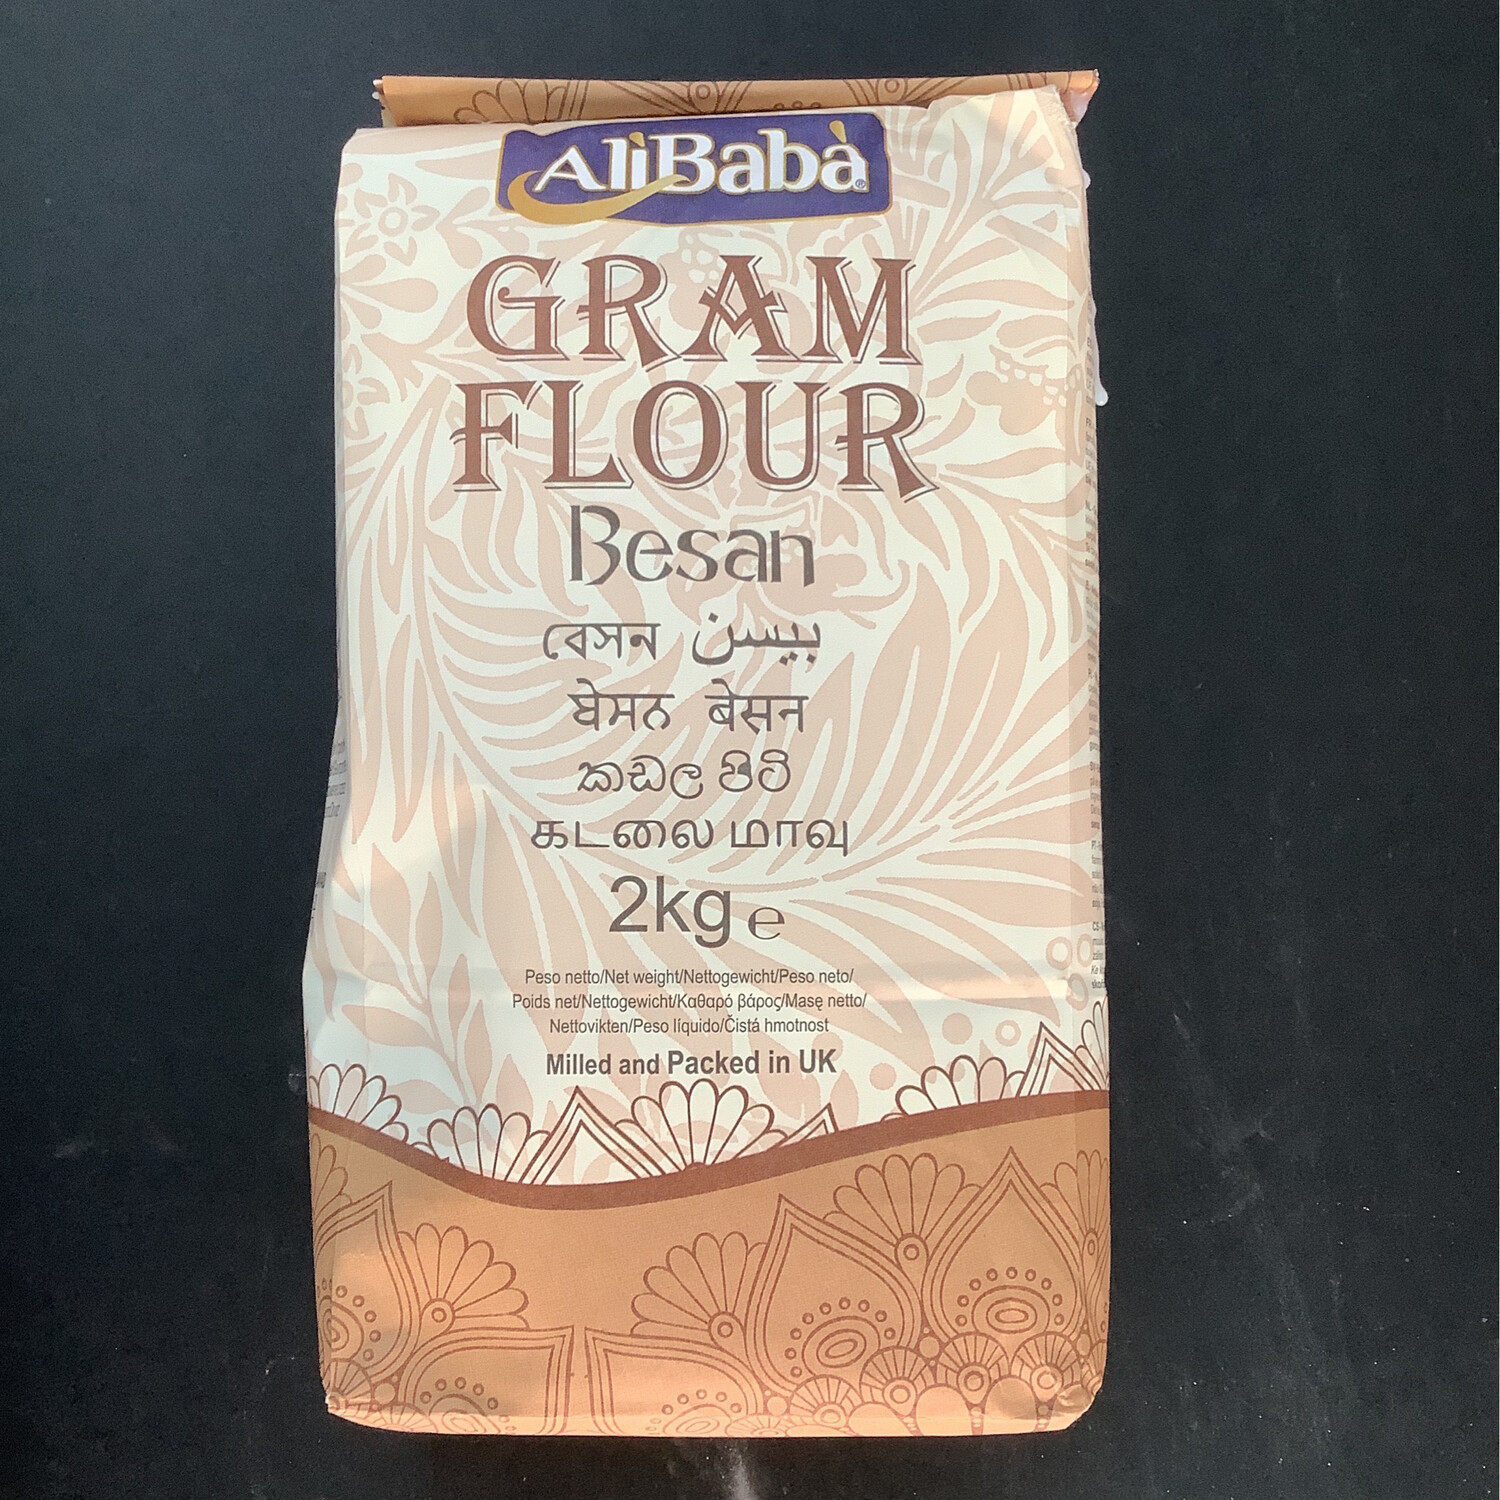 AlìBabà®
GRAM
FLOUR
Besan
বেসন بیسن
ਬੇਸਨ बेसन
කඩල පිටි
கடலை மாவு
2kg ℮
Peso netto/Net weight/Nettogewicht/Peso neto/
Poids net/Nettogewicht/Καθαρό βάρος/Masę netto/
Nettovikten/Peso líquido/Čistá hmotnost
Milled and Packed in UK